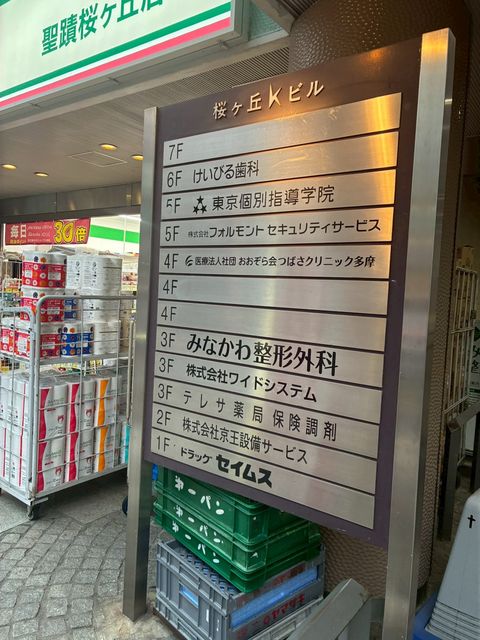 聖蹟桜ヶ丘店
桜ヶ丘Kビル
7F
6F けいびる歯科
5F 東京個別指導学院
5F 株式会社フォルモント セキュリティサービス
4F 医療法人社団 おおぞら会つばさクリニック多摩
4F
4F
3F みなかわ整形外科
3F 株式会社ワイドシステム
3F テレサ薬局 保険調剤
2F 株式会社京王設備サービス
1F ドラッグ セイムス
毎日
30倍